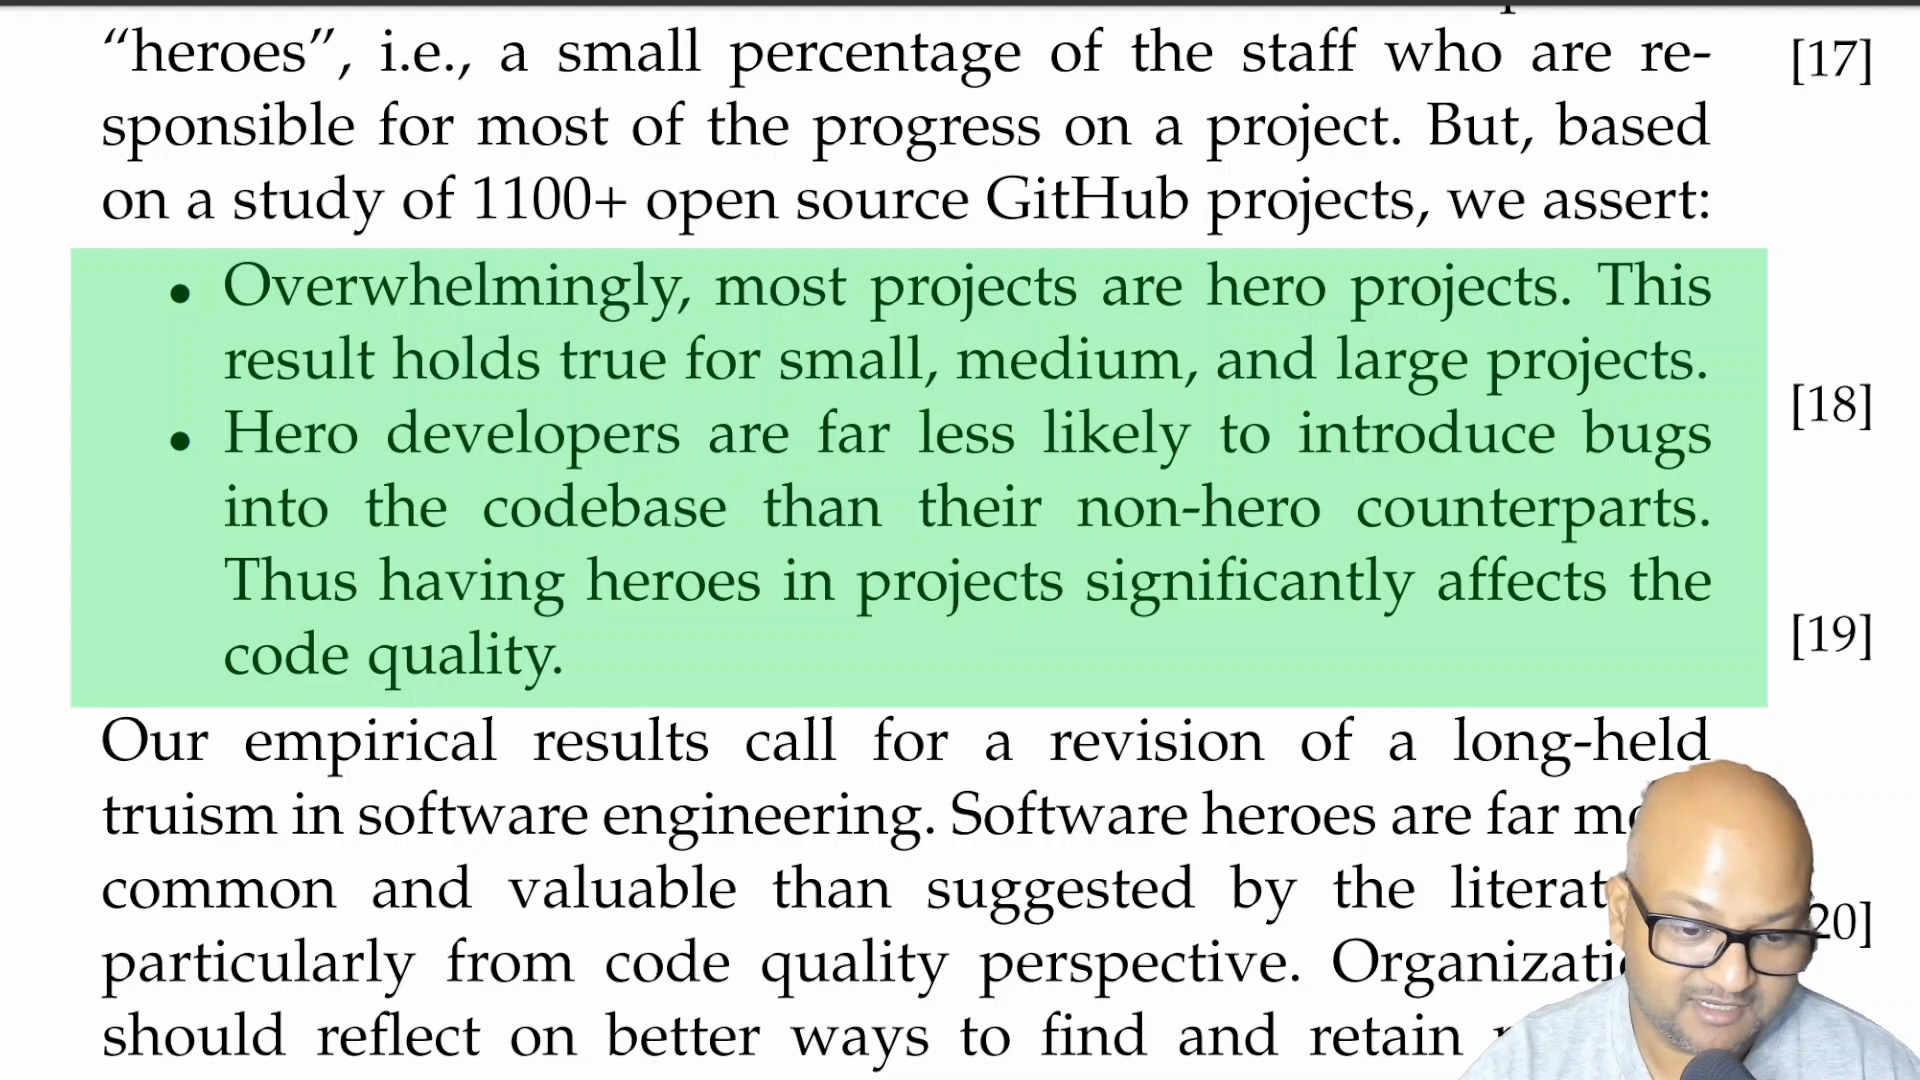 “heroes”, i.e., a small percentage of the staff who are re-
sponsible for most of the progress on a project. But, based
on a study of 1100+ open source GitHub projects, we assert:
• Overwhelmingly, most projects are hero projects. This
result holds true for small, medium, and large projects.
• Hero developers are far less likely to introduce bugs
into the codebase than their non-hero counterparts.
Thus having heroes in projects significantly affects the
code quality.
Our empirical results call for a revision of a long-held
truism in software engineering. Software heroes are far
common and valuable than suggested by the
particularly from code quality perspective.
should reflect on better ways to find and retain
[17]
[18]
[19]
20]